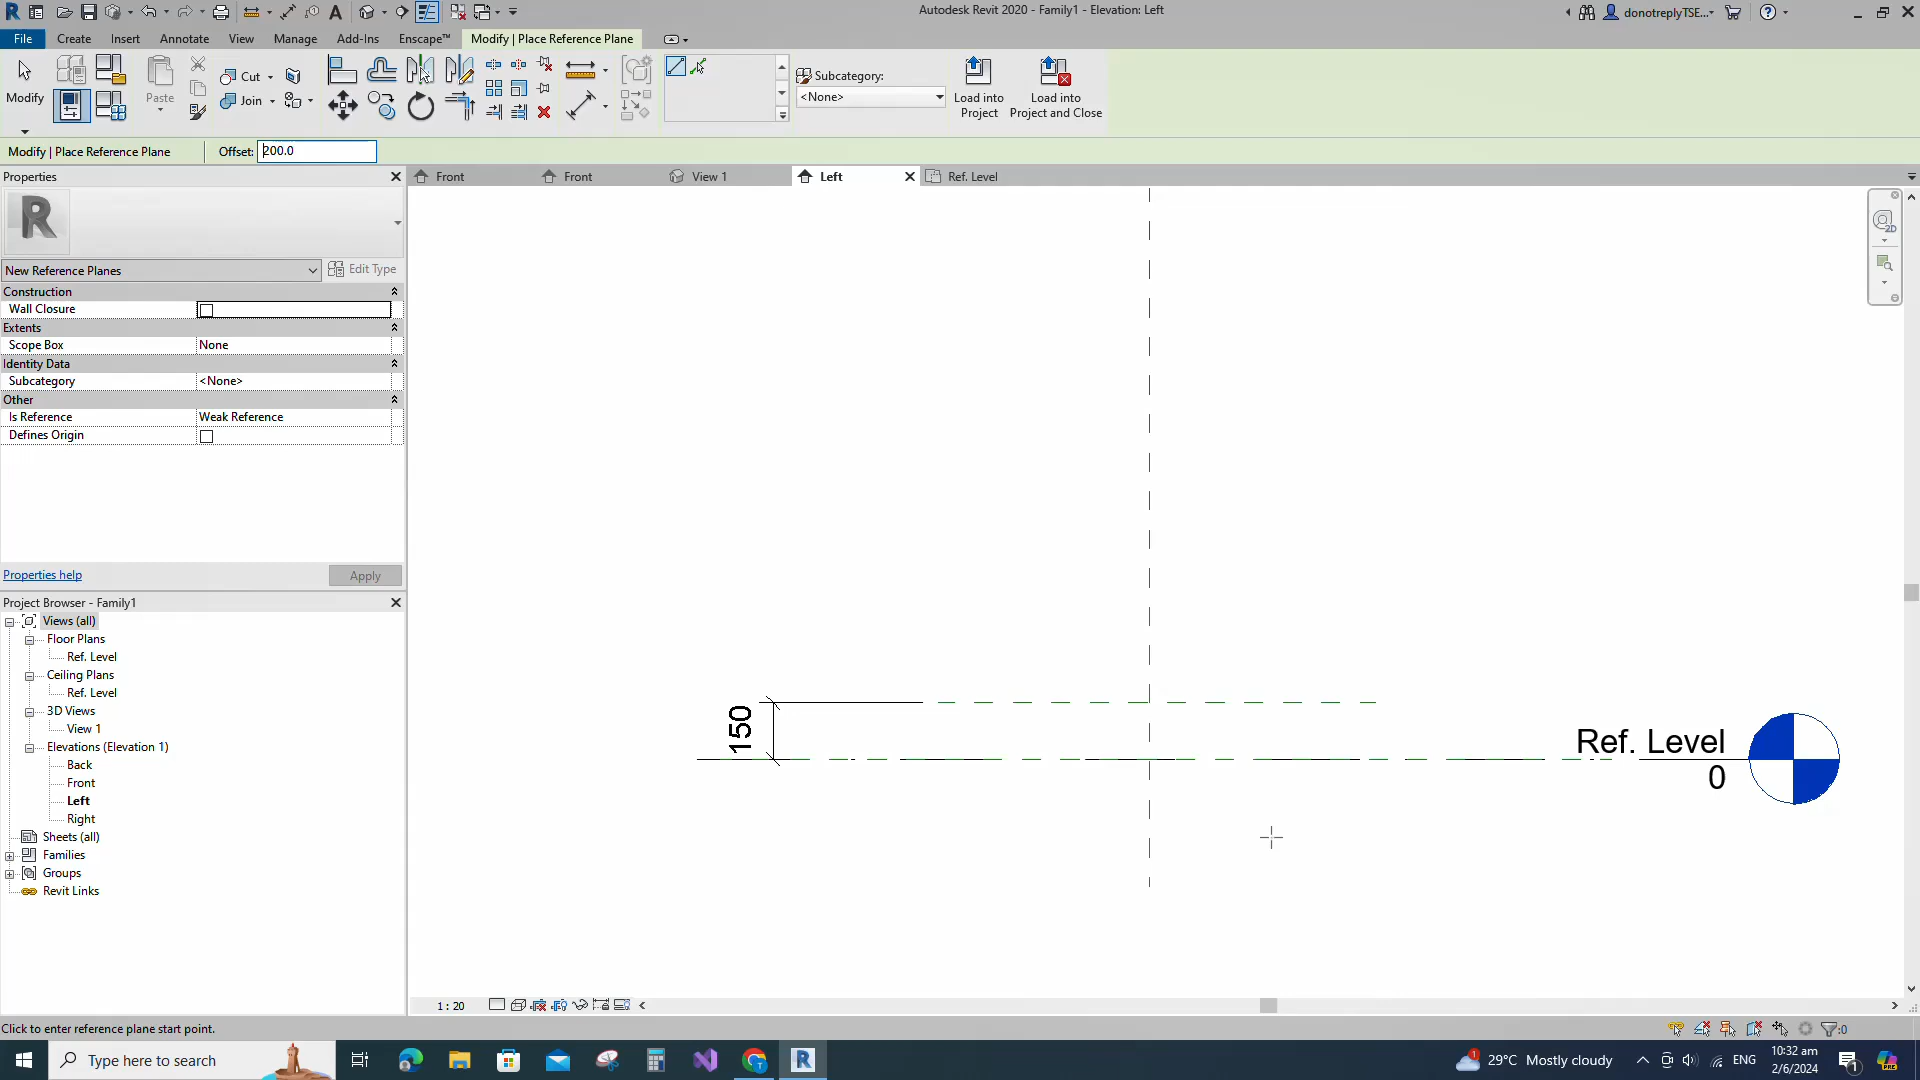 Autodesk Revit 2020 - Family1 - Elevation: Left
donotreplyTSE...
File Create Insert Annotate View Manage Add-Ins Enscape™ Modify | Place Reference Plane
Modify
Paste
Cut
Join
Subcategory:
<None>
Load into Project
Load into Project and Close
Modify | Place Reference Plane
Offset: 200.0
Properties
Front
Front
View 1
Left
Ref. Level
2D
R
New Reference Planes
Edit Type
Construction
Wall Closure
Extents
Scope Box None
Identity Data
Subcategory <None>
Other
Is Reference Weak Reference
Defines Origin
Properties help
Apply
Project Browser - Family1
Views (all)
Floor Plans
Ref. Level
Ceiling Plans
Ref. Level
3D Views
View 1
Elevations (Elevation 1)
Back
Front
Left
Right
Sheets (all)
Families
Groups
Revit Links
150
Ref. Level
0
1 : 20
Click to enter reference plane start point.
:0
Type here to search
29°C Mostly cloudy
ENG
10:32 am
2/6/2024